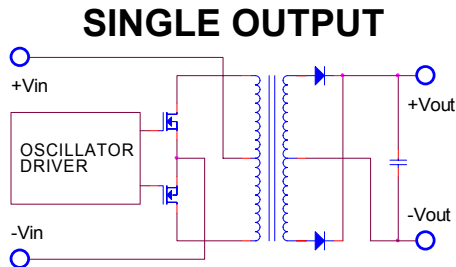 SINGLE OUTPUT
+Vin
+Vout
OSCILLATOR
DRIVER
-Vin
-Vout